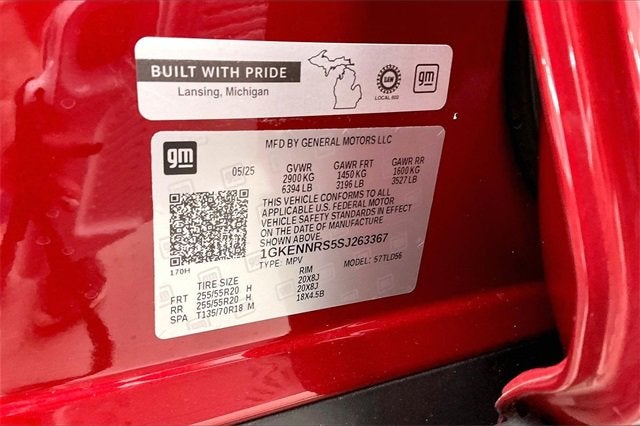 BUILT WITH PRIDE
Lansing, Michigan
UAW
LOCAL 602
gm
MFD BY GENERAL MOTORS LLC
gm
05/25 GVWR GAWR FRT GAWR RR
2900 KG 1450 KG 1600 KG
6394 LB 3196 LB 3527 LB
THIS VEHICLE CONFORMS TO ALL
APPLICABLE U.S. FEDERAL MOTOR
VEHICLE SAFETY STANDARDS IN EFFECT
ON THE DATE OF MANUFACTURE
SHOWN ABOVE.
1GKENNRS5SJ263367
TYPE: MPV MODEL: 57TLD56
170H
TIRE SIZE RIM
FRT 255/55R20 H 20X8J
RR 255/55R20 H 20X8J
SPA T135/70R18 M 18X4.5B